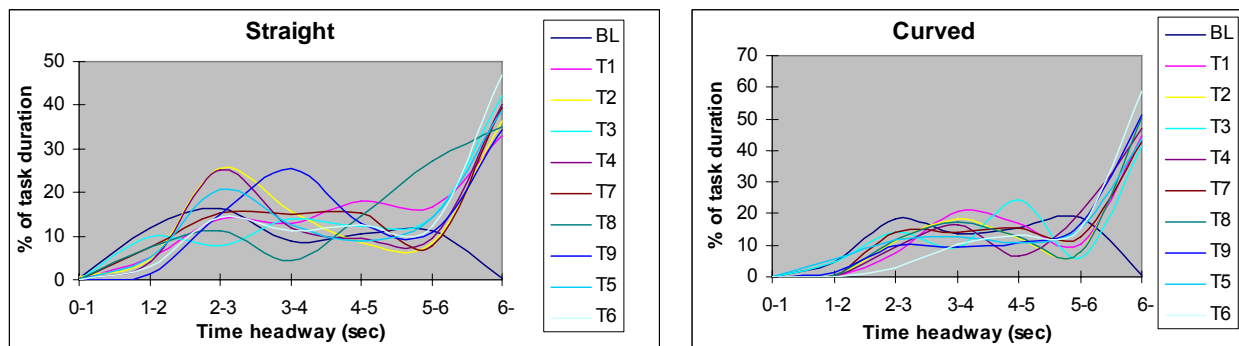 Straight
% of task duration
50
40
30
20
10
0
0-1 1-2 2-3 3-4 4-5 5-6 6-
Time headway (sec)
BL
T1
T2
T3
T4
T7
T8
T9
T5
T6
Curved
% of task duration
70
60
50
40
30
20
10
0
0-1 1-2 2-3 3-4 4-5 5-6 6-
Time headway (sec)
BL
T1
T2
T3
T4
T7
T8
T9
T5
T6